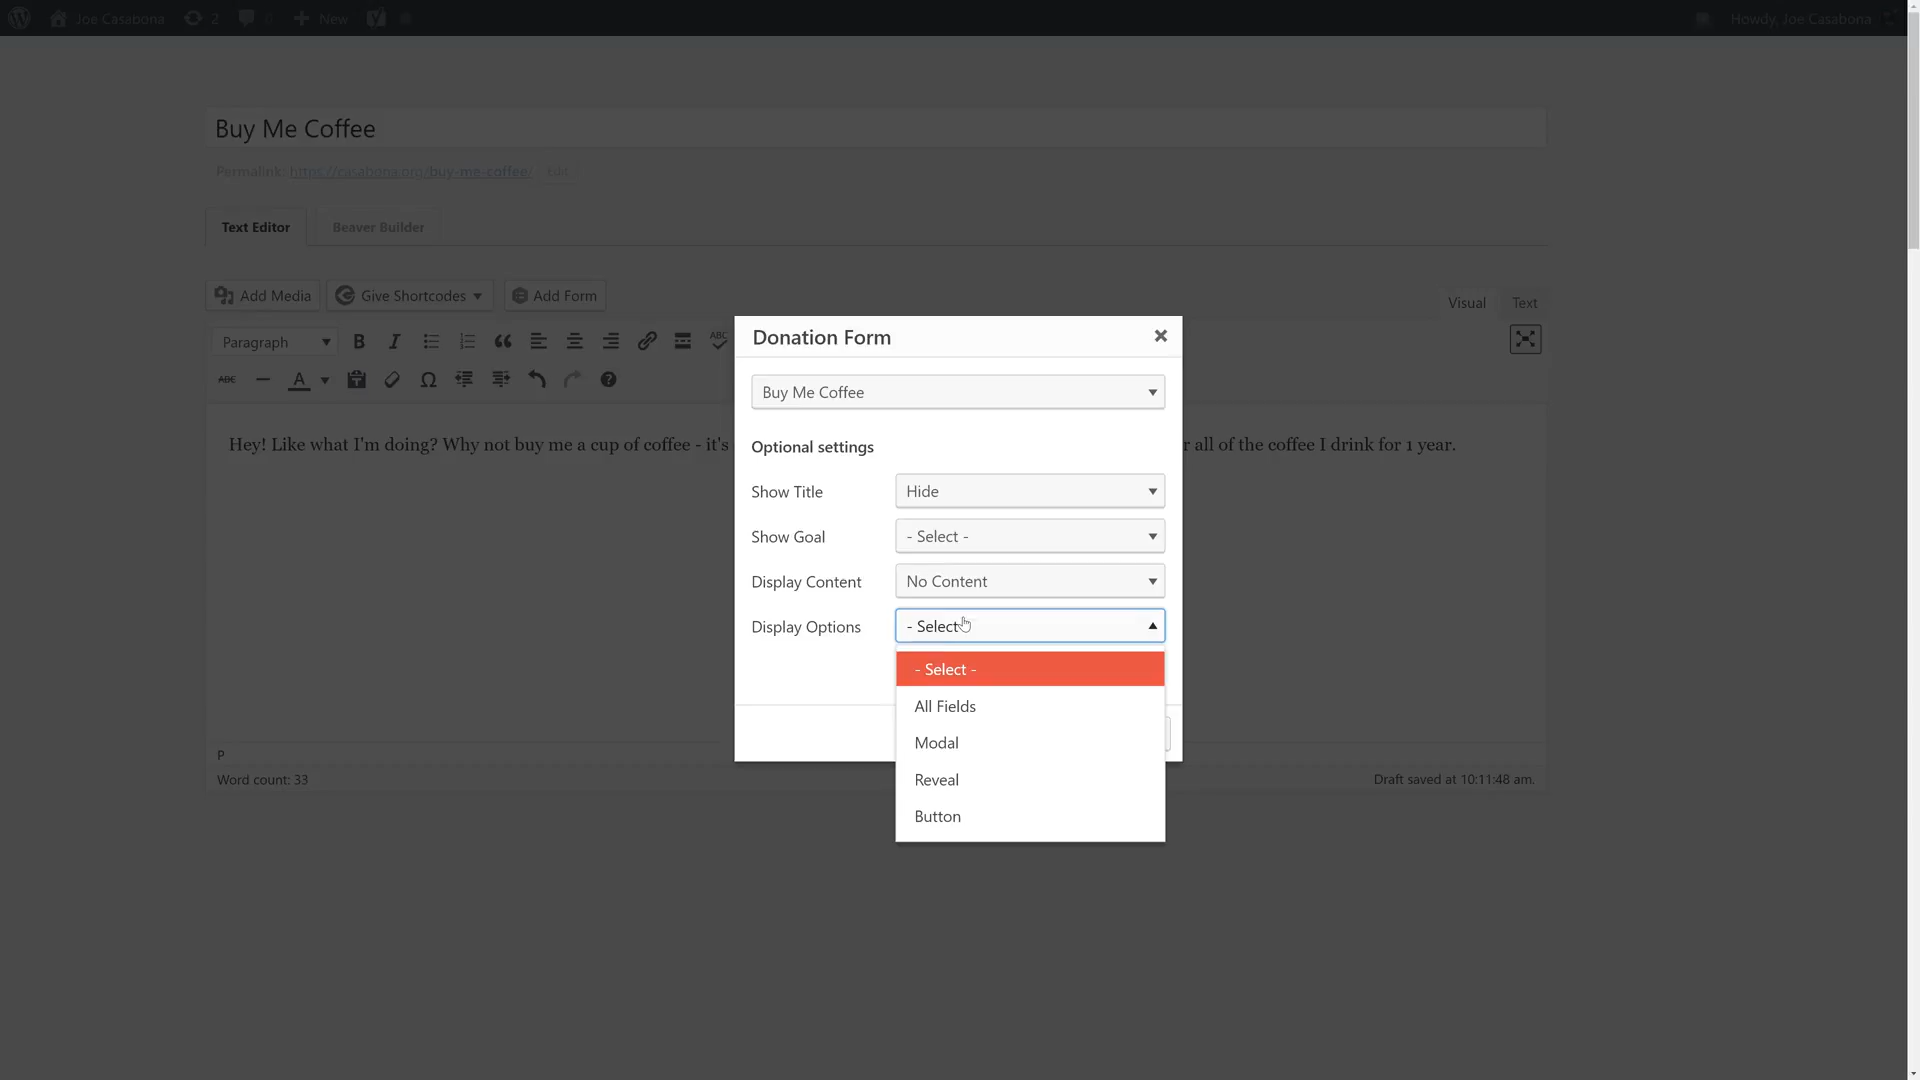 Joe Casabona
2
New
Howdy, Joe Casabona
Buy Me Coffee
Permalink: https://casabona.org/buy-me-coffee/ Edit
Text Editor
Beaver Builder
Add Media
Give Shortcodes
Add Form
Visual
Text
Paragraph
B
I
ABC
ABC
A
Hey! Like what I'm doing? Why not buy me a cup of coffee - it's
r all of the coffee I drink for 1 year.
P
Word count: 33
Draft saved at 10:11:48 am.
Donation Form
Buy Me Coffee
Optional settings
Show Title
Hide
Show Goal
- Select -
Display Content
No Content
Display Options
- Select
- Select -
All Fields
Modal
Reveal
Button